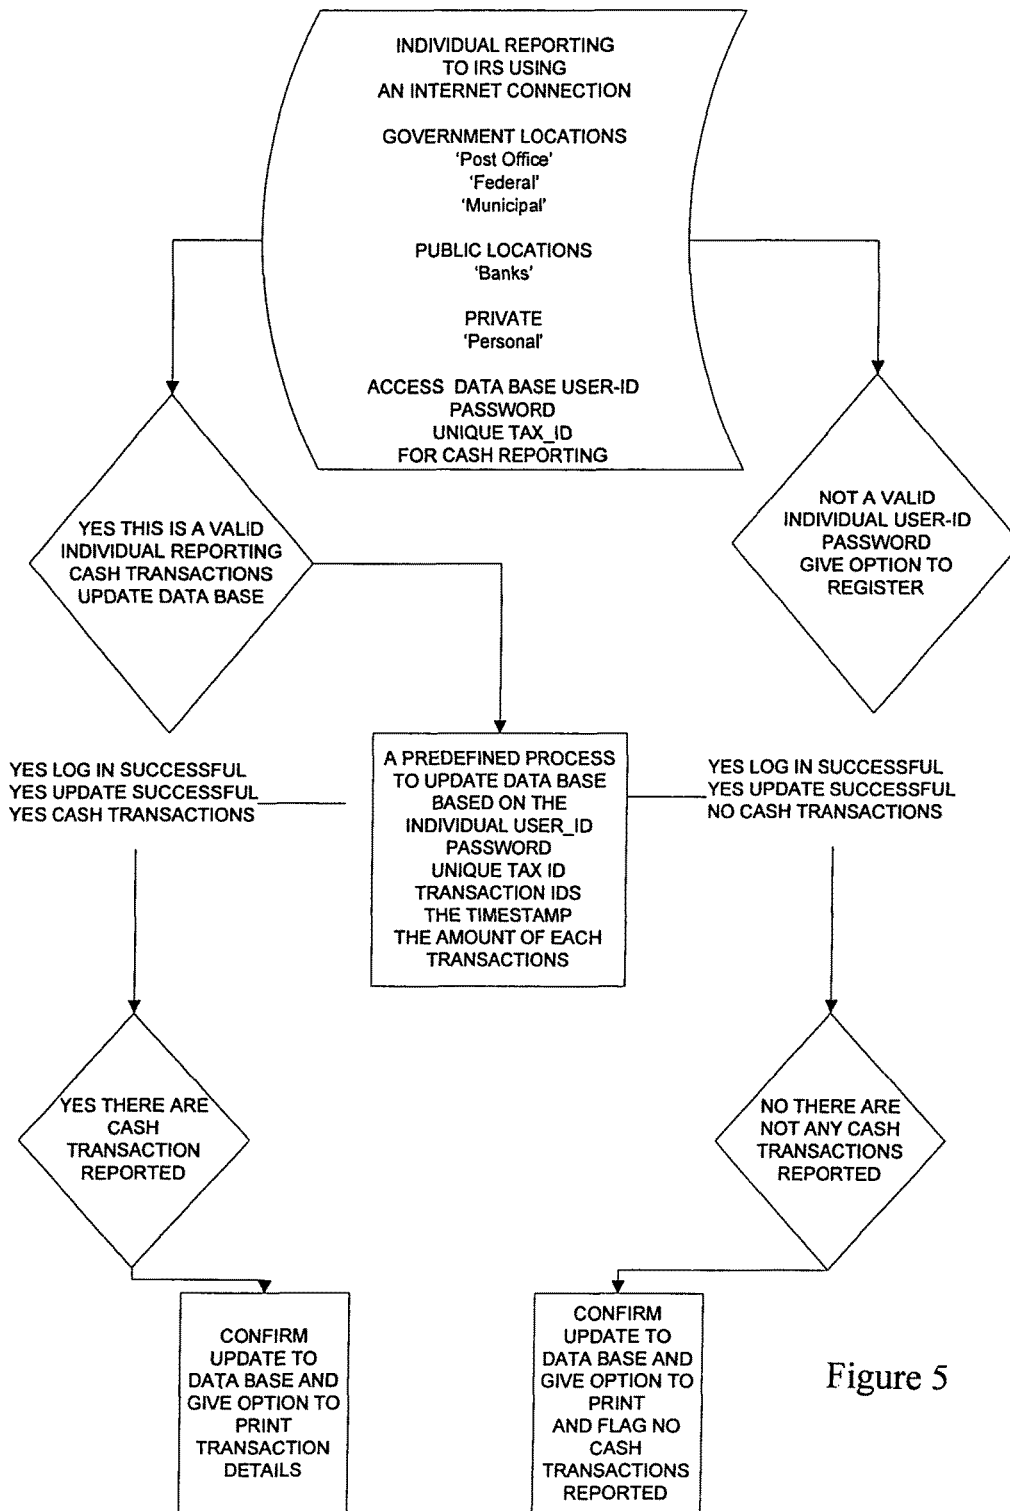 INDIVIDUAL REPORTING
TO IRS USING
AN INTERNET CONNECTION
GOVERNMENT LOCATIONS
'Post Office'
'Federal'
'Municipal'
PUBLIC LOCATIONS
'Banks'
PRIVATE
'Personal'
ACCESS DATA BASE USER-ID
PASSWORD
UNIQUE TAX_ID
FOR CASH REPORTING
YES THIS IS A VALID
INDIVIDUAL REPORTING
CASH TRANSACTIONS
UPDATE DATA BASE
NOT A VALID
INDIVIDUAL USER-ID
PASSWORD
GIVE OPTION TO
REGISTER
YES LOG IN SUCCESSFUL
YES UPDATE SUCCESSFUL
YES CASH TRANSACTIONS
A PREDEFINED PROCESS
TO UPDATE DATA BASE
BASED ON THE
INDIVIDUAL USER_ID
PASSWORD
UNIQUE TAX ID
TRANSACTION IDS
THE TIMESTAMP
THE AMOUNT OF EACH
TRANSACTIONS
YES LOG IN SUCCESSFUL
YES UPDATE SUCCESSFUL
NO CASH TRANSACTIONS
YES THERE ARE
CASH
TRANSACTION
REPORTED
NO THERE ARE
NOT ANY CASH
TRANSACTIONS
REPORTED
CONFIRM
UPDATE TO
DATA BASE AND
GIVE OPTION TO
PRINT
TRANSACTION
DETAILS
CONFIRM
UPDATE TO
DATA BASE AND
GIVE OPTION TO
PRINT
AND FLAG NO
CASH
TRANSACTIONS
REPORTED
Figure 5